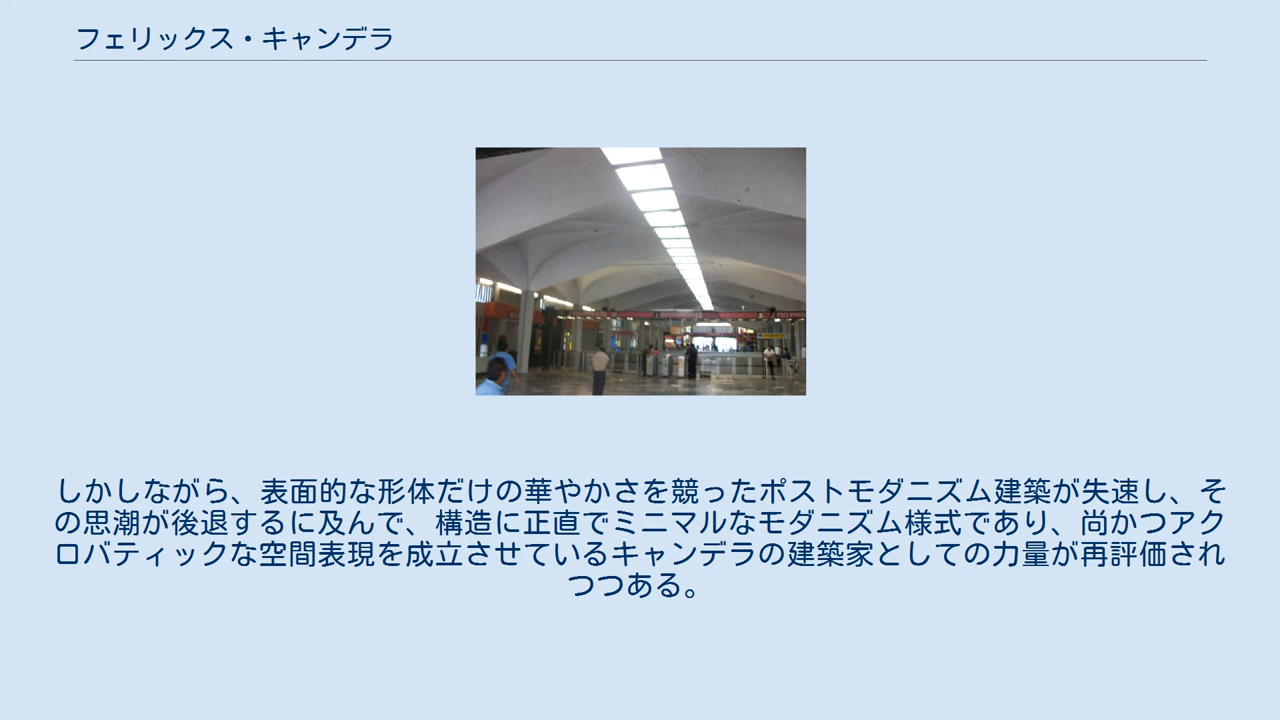 フェリックス・キャンデラ
しかしながら、表面的な形体だけの華やかさを競ったポストモダニズム建築が失速し、そ
の思潮が後退するに及んで、構造に正直でミニマルなモダニズム様式であり、尚かつアク
ロバティックな空間表現を成立させているキャンデラの建築家としての力量が再評価され
つつある。